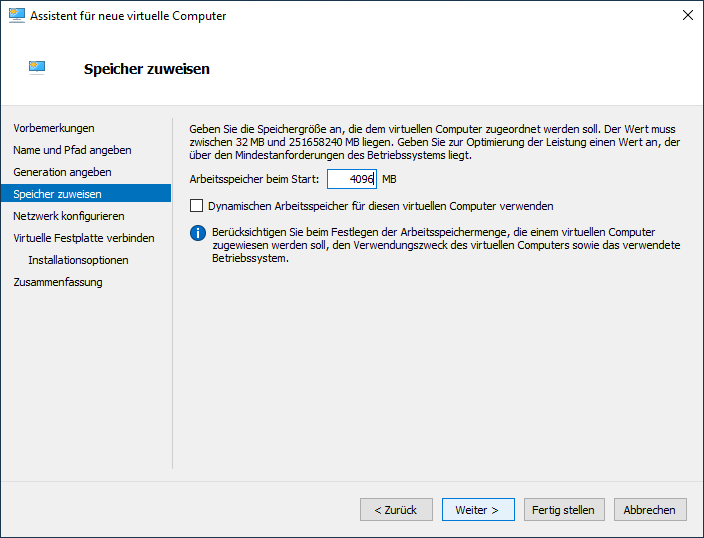 Assistent für neue virtuelle Computer
Speicher zuweisen
Vorbemerkungen
Name und Pfad angeben
Generation angeben
Speicher zuweisen
Netzwerk konfigurieren
Virtuelle Festplatte verbinden
Installationsoptionen
Zusammenfassung
Geben Sie die Speichergröße an, die dem virtuellen Computer zugeordnet werden soll. Der Wert muss
zwischen 32 MB und 251658240 MB liegen. Geben Sie zur Optimierung der Leistung einen Wert an, der
über den Mindestanforderungen des Betriebssystems liegt.
Arbeitsspeicher beim Start: 4096 MB
Dynamischen Arbeitsspeicher für diesen virtuellen Computer verwenden
Berücksichtigen Sie beim Festlegen der Arbeitsspeichermenge, die einem virtuellen Computer
zugewiesen werden soll, den Verwendungszweck des virtuellen Computers sowie das verwendete
Betriebssystem.
< Zurück
Weiter >
Fertig stellen
Abbrechen